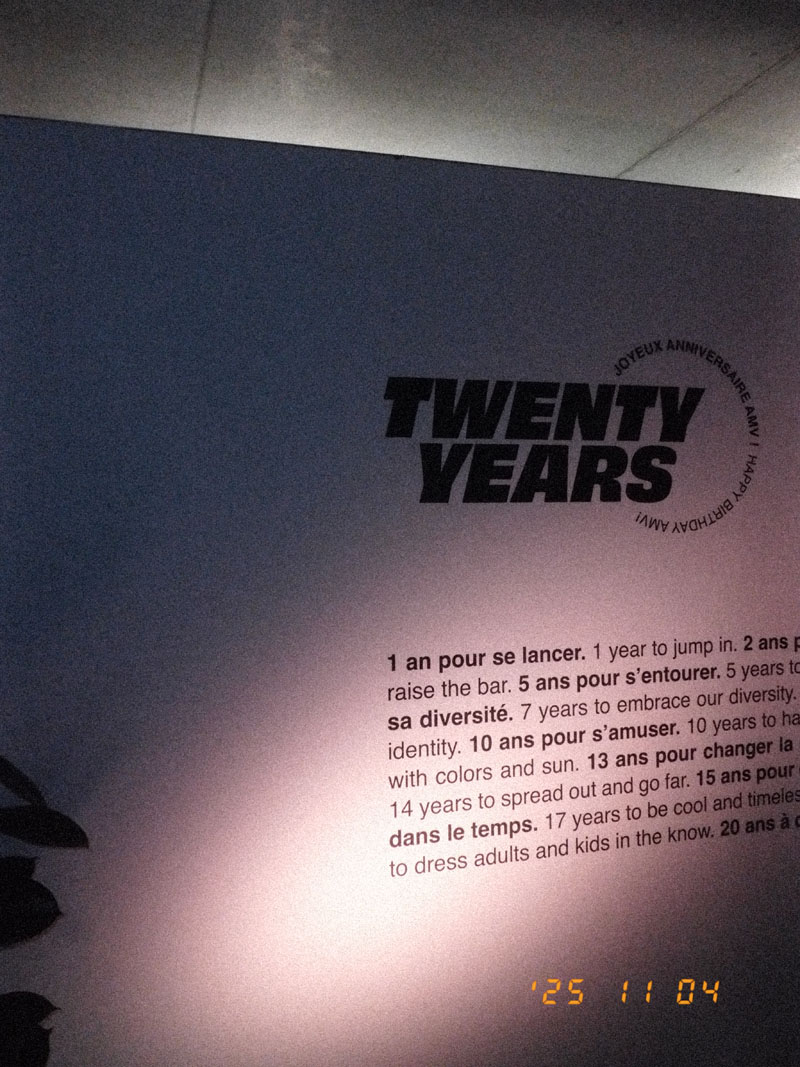 TWENTY
YEARS
JOYEUX ANNIVERSAIRE AMV ! HAPPY BIRTHDAY AMV!
1 an pour se lancer. 1 year to jump in. 2 ans
raise the bar. 5 ans pour s’entourer. 5 years to
sa diversité. 7 years to embrace our diversity.
identity. 10 ans pour s’amuser. 10 years to
with colors and sun. 13 ans pour changer la
14 years to spread out and go far. 15 ans pour
dans le temps. 17 years to be cool and timeless
to dress adults and kids in the know. 20 ans à
'25 11 04